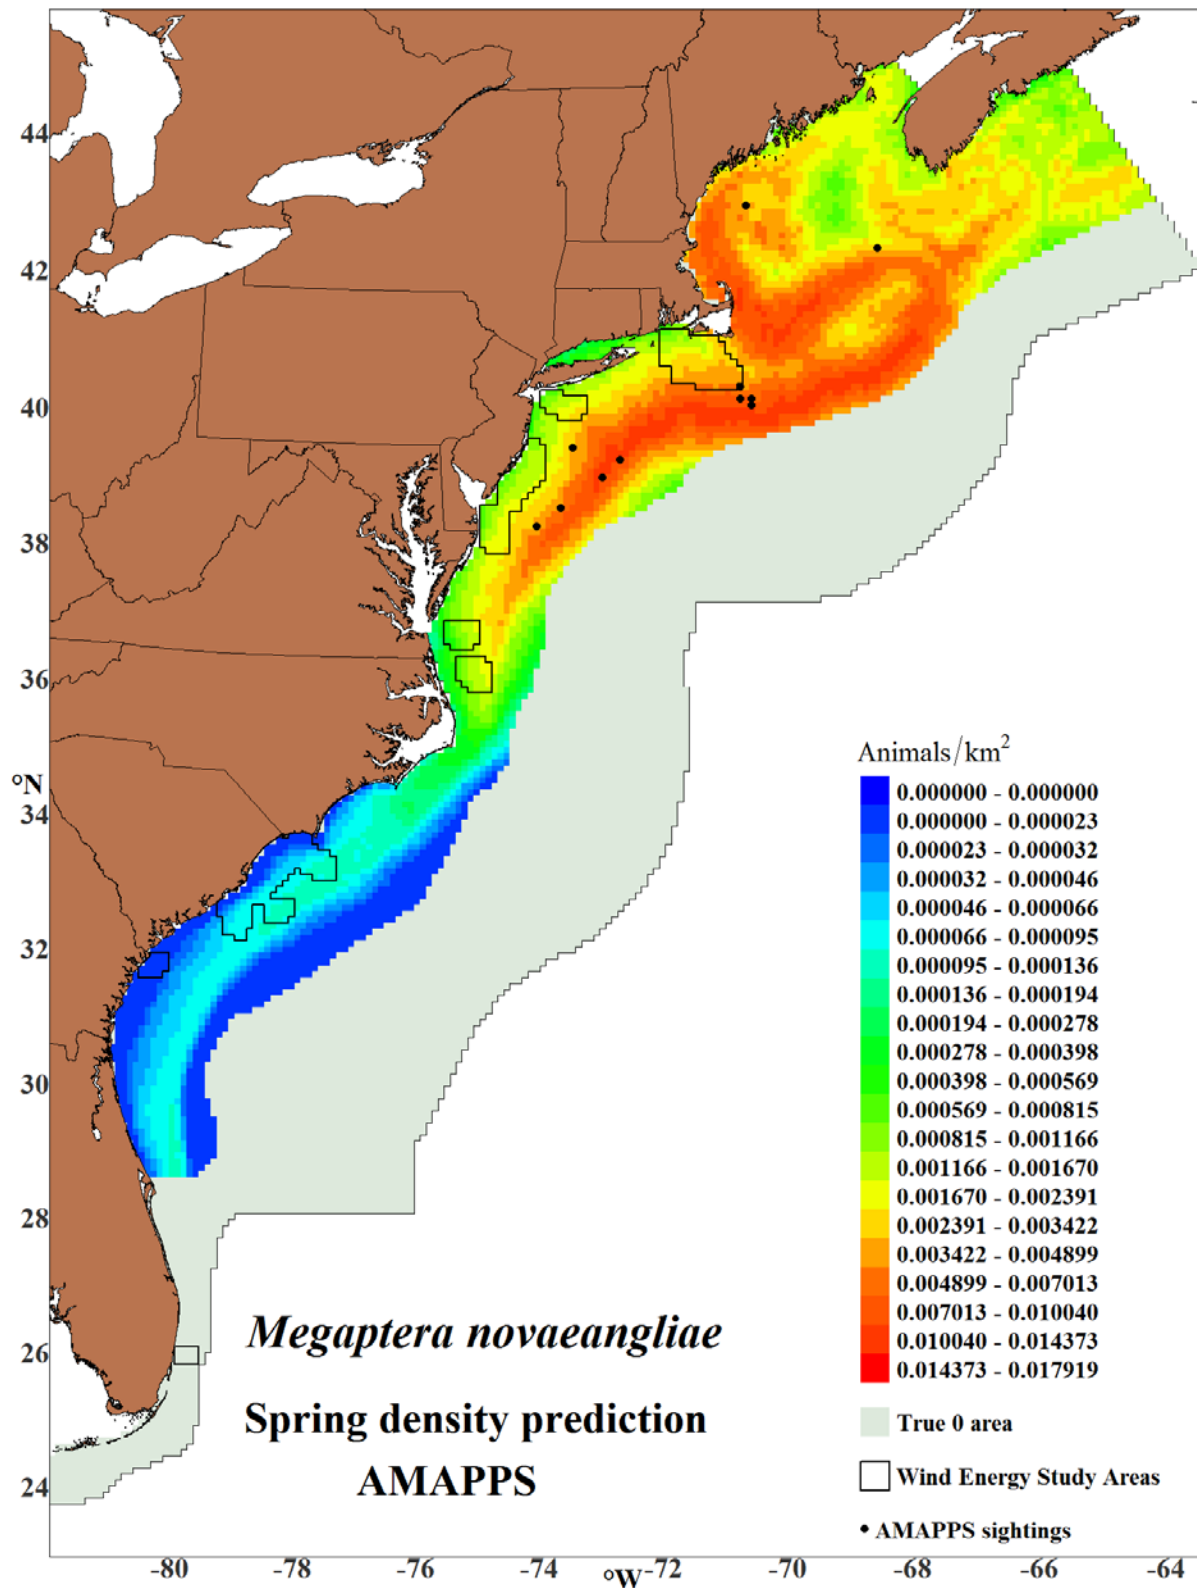 44
42
40
38
36
°N
34
32
30
28
26
24
Animals/km²
0.000000 - 0.000000
0.000000 - 0.000023
0.000023 - 0.000032
0.000032 - 0.000046
0.000046 - 0.000066
0.000066 - 0.000095
0.000095 - 0.000136
0.000136 - 0.000194
0.000194 - 0.000278
0.000278 - 0.000398
0.000398 - 0.000569
0.000569 - 0.000815
0.000815 - 0.001166
0.001166 - 0.001670
0.001670 - 0.002391
0.002391 - 0.003422
0.003422 - 0.004899
0.004899 - 0.007013
0.007013 - 0.010040
0.010040 - 0.014373
0.014373 - 0.017919
True 0 area
Wind Energy Study Areas
AMAPPS sightings
Megaptera novaeangliae
Spring density prediction
AMAPPS
-80 -78 -76 -74 °W -72 -70 -68 -66 -64